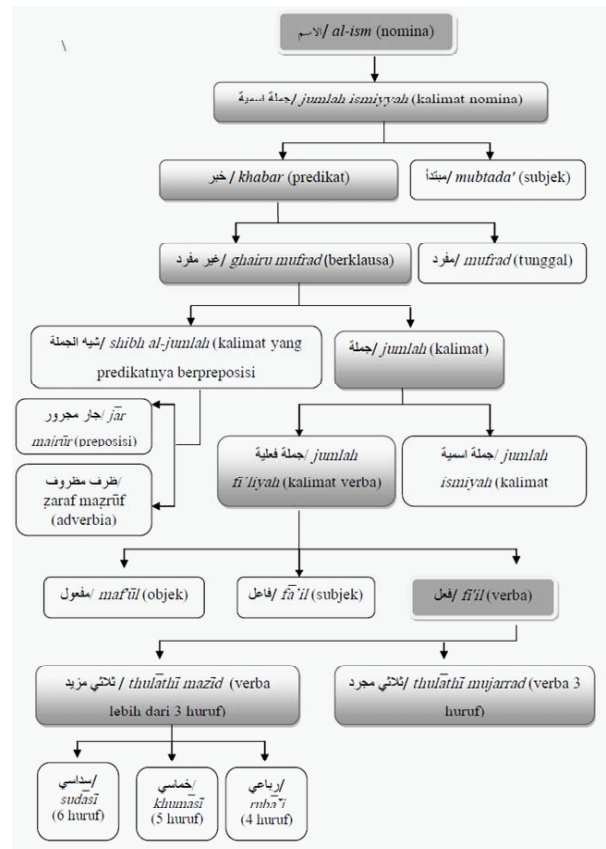 \
الاسم/ al-ism (nomina)
جملة اسمية/ jumlah ismiyyah (kalimat nomina)
خبر / khabar (predikat)
مبتدأ/ mubtada' (subjek)
غير مفرد/ ghairu mufrad (berklausa)
مفرد/ mufrad (tunggal)
شبه الجملة/ shibh al-jumlah (kalimat yang
predikatnya berpreposisi
جملة/ jumlah (kalimat)
جار مجرور/ jār
majrūr (preposisi)
ظرف مظروف/
ẓaraf maẓrūf
(adverbia)
جملة فعلية/ jumlah
fi'liyah (kalimat verba)
جملة اسمية/ jumlah
ismiyah (kalimat
مفعول/ maf'ūl (objek)
فاعل/ fā'il (subjek)
فعل/ fi'il (verba)
ثلاثي مزيد / thulāthī mazīd (verba
lebih dari 3 huruf)
ثلاثي مجرد/ thulāthī mujarrad (verba 3
huruf)
سداسي/
sudāsī
(6 huruf)
خماسي/
khumāsī
(5 huruf)
رباعي/
rubā'i
(4 huruf)